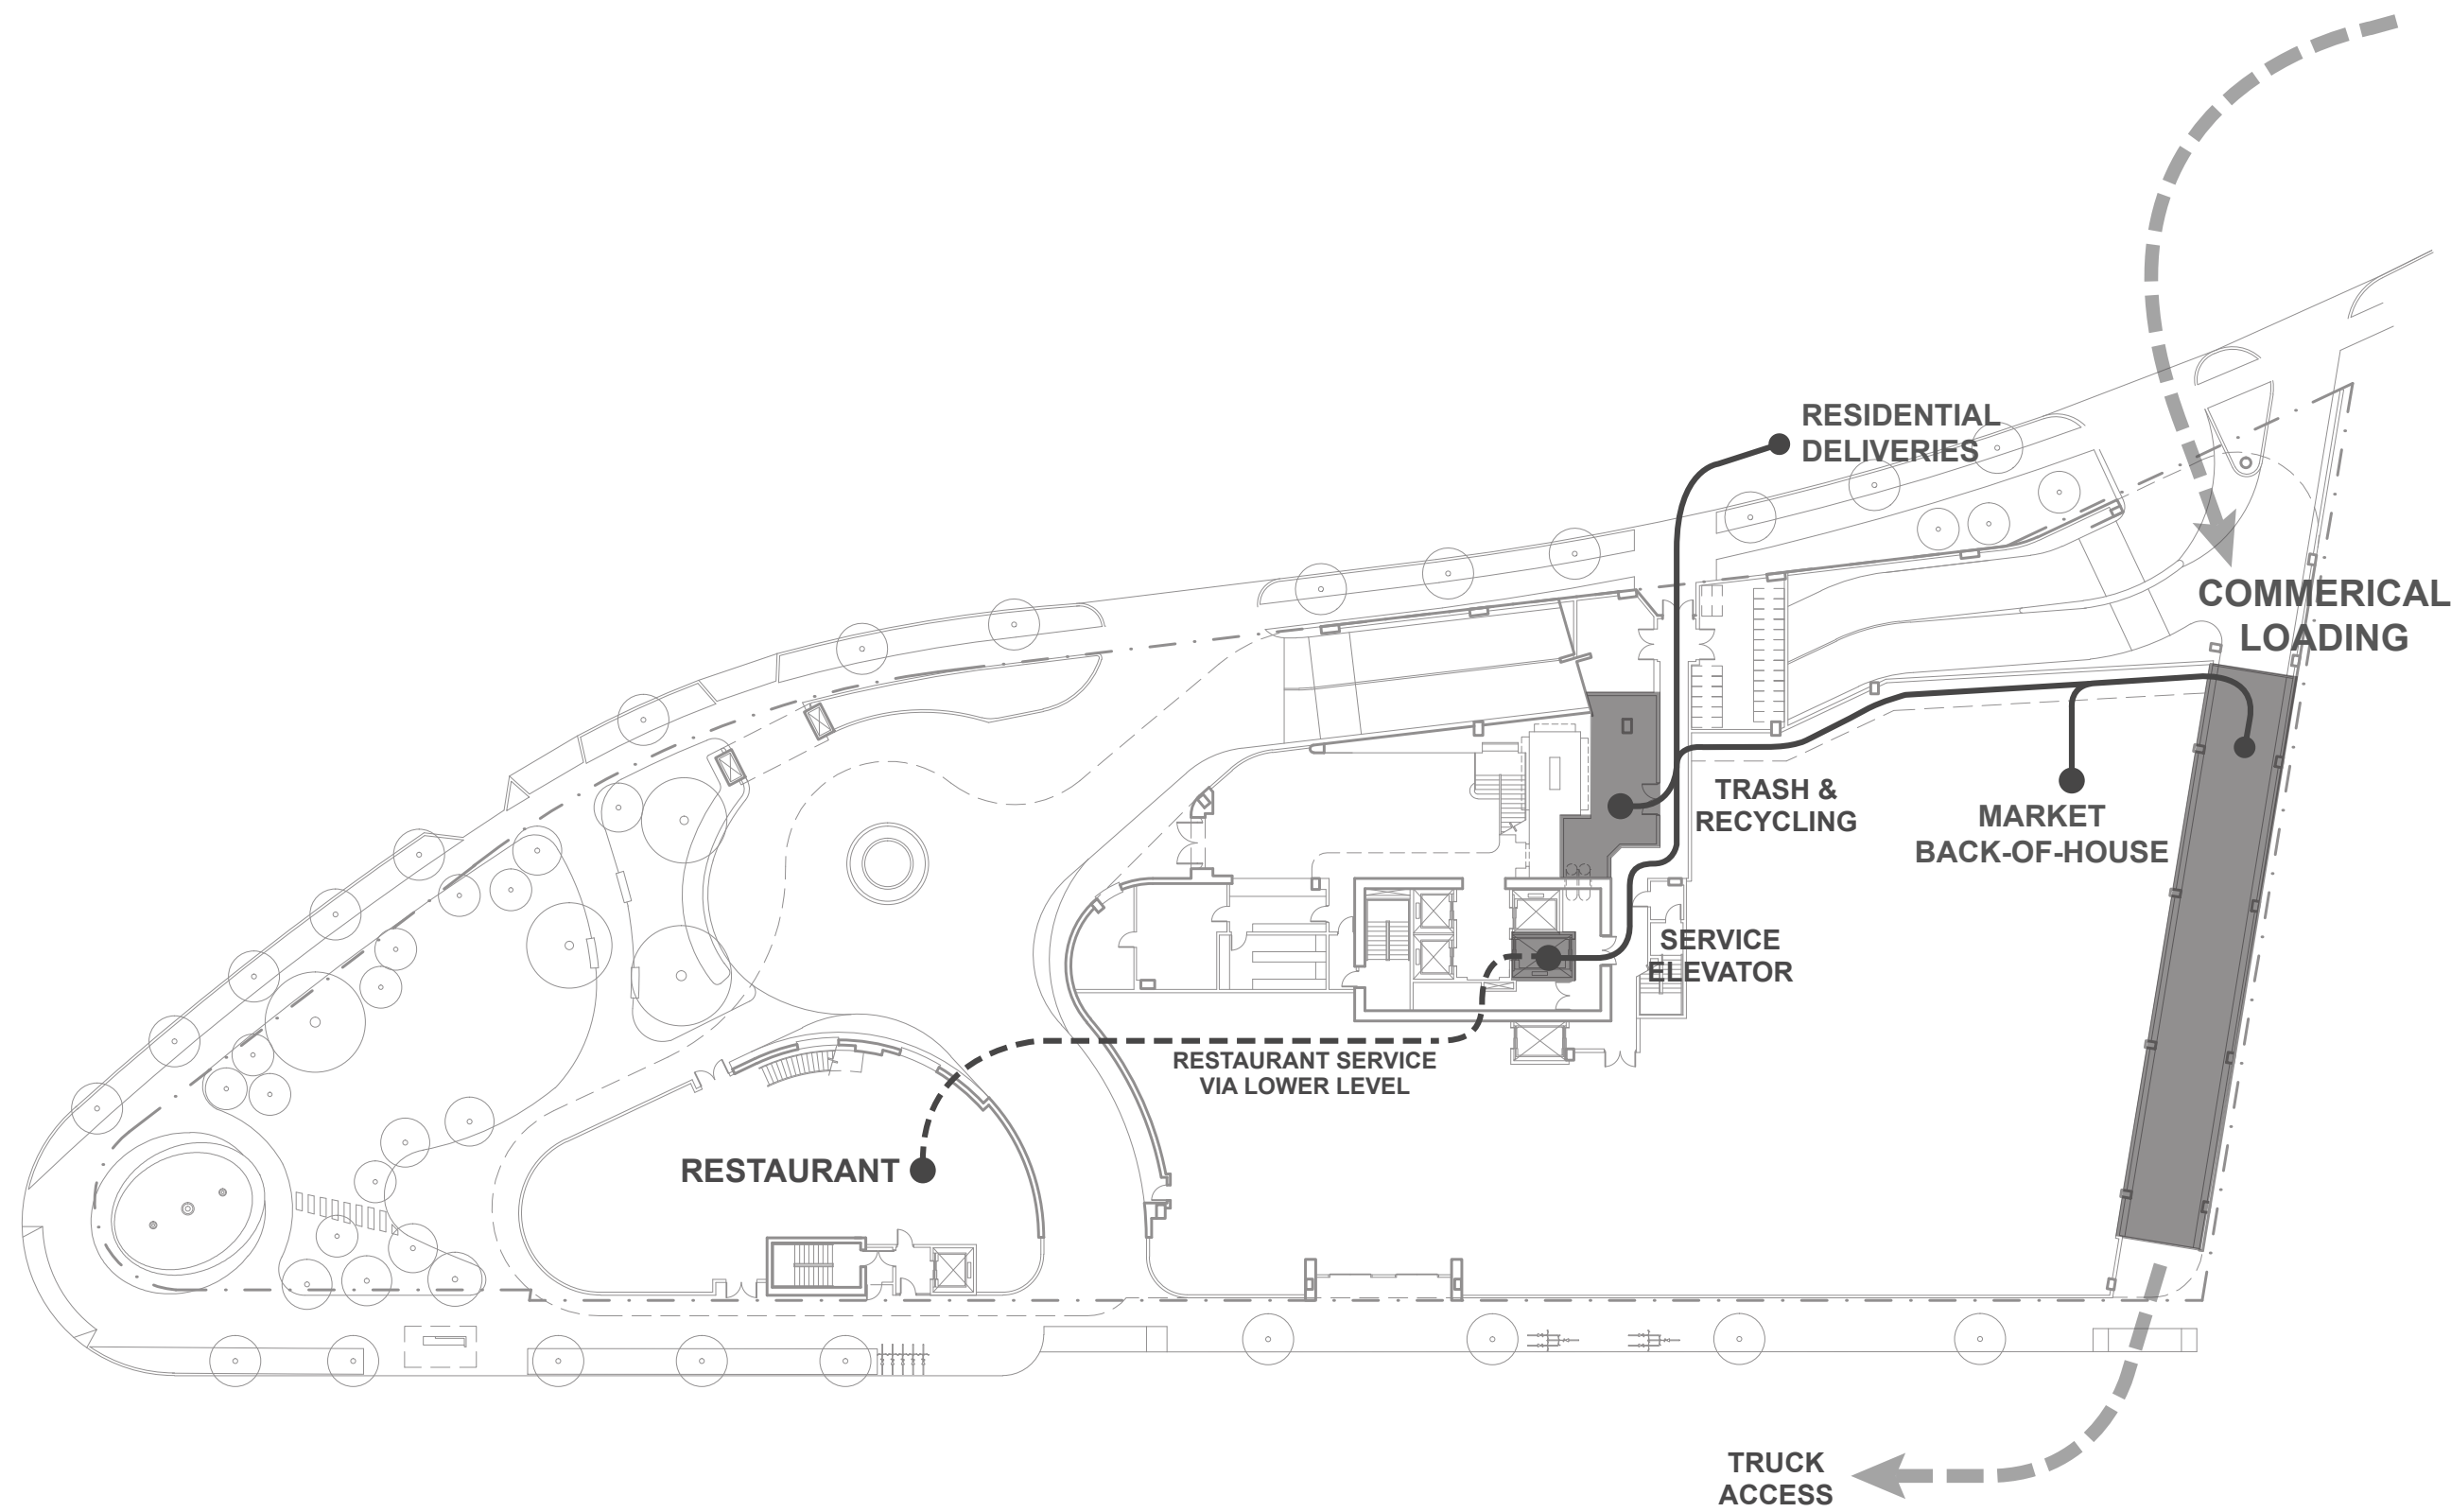 RESIDENTIAL
DELIVERIES
COMMERICAL
LOADING
TRASH &
RECYCLING
MARKET
BACK-OF-HOUSE
SERVICE
ELEVATOR
RESTAURANT SERVICE
VIA LOWER LEVEL
RESTAURANT
TRUCK
ACCESS